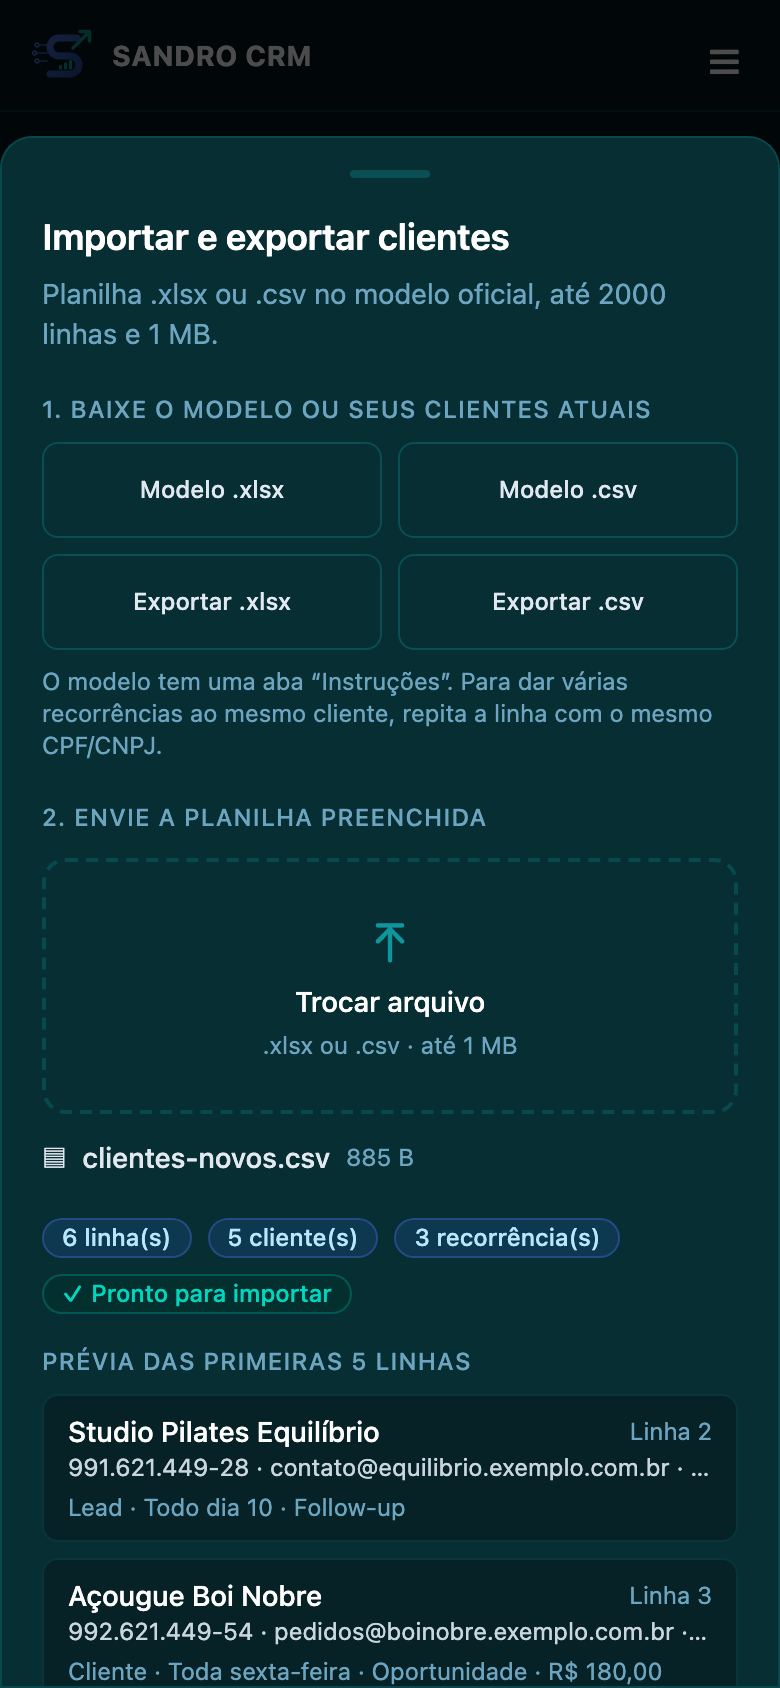 SANDRO CRM
Importar e exportar clientes
Planilha .xlsx ou .csv no modelo oficial, até 2000
linhas e 1 MB.
1. BAIXE O MODELO OU SEUS CLIENTES ATUAIS
Modelo .xlsx
Modelo .csv
Exportar .xlsx
Exportar .csv
O modelo tem uma aba “Instruções”. Para dar várias
recorrências ao mesmo cliente, repita a linha com o mesmo
CPF/CNPJ.
2. ENVIE A PLANILHA PREENCHIDA
Trocar arquivo
.xlsx ou .csv · até 1 MB
clientes-novos.csv 885 B
6 linha(s)
5 cliente(s)
3 recorrência(s)
✓ Pronto para importar
PRÉVIA DAS PRIMEIRAS 5 LINHAS
Studio Pilates Equilíbrio
Linha 2
991.621.449-28 · contato@equilibrio.exemplo.com.br · ...
Lead · Todo dia 10 · Follow-up
Açougue Boi Nobre
Linha 3
992.621.449-54 · pedidos@boinobre.exemplo.com.br ·...
Cliente · Toda sexta-feira · Oportunidade · R$ 180,00